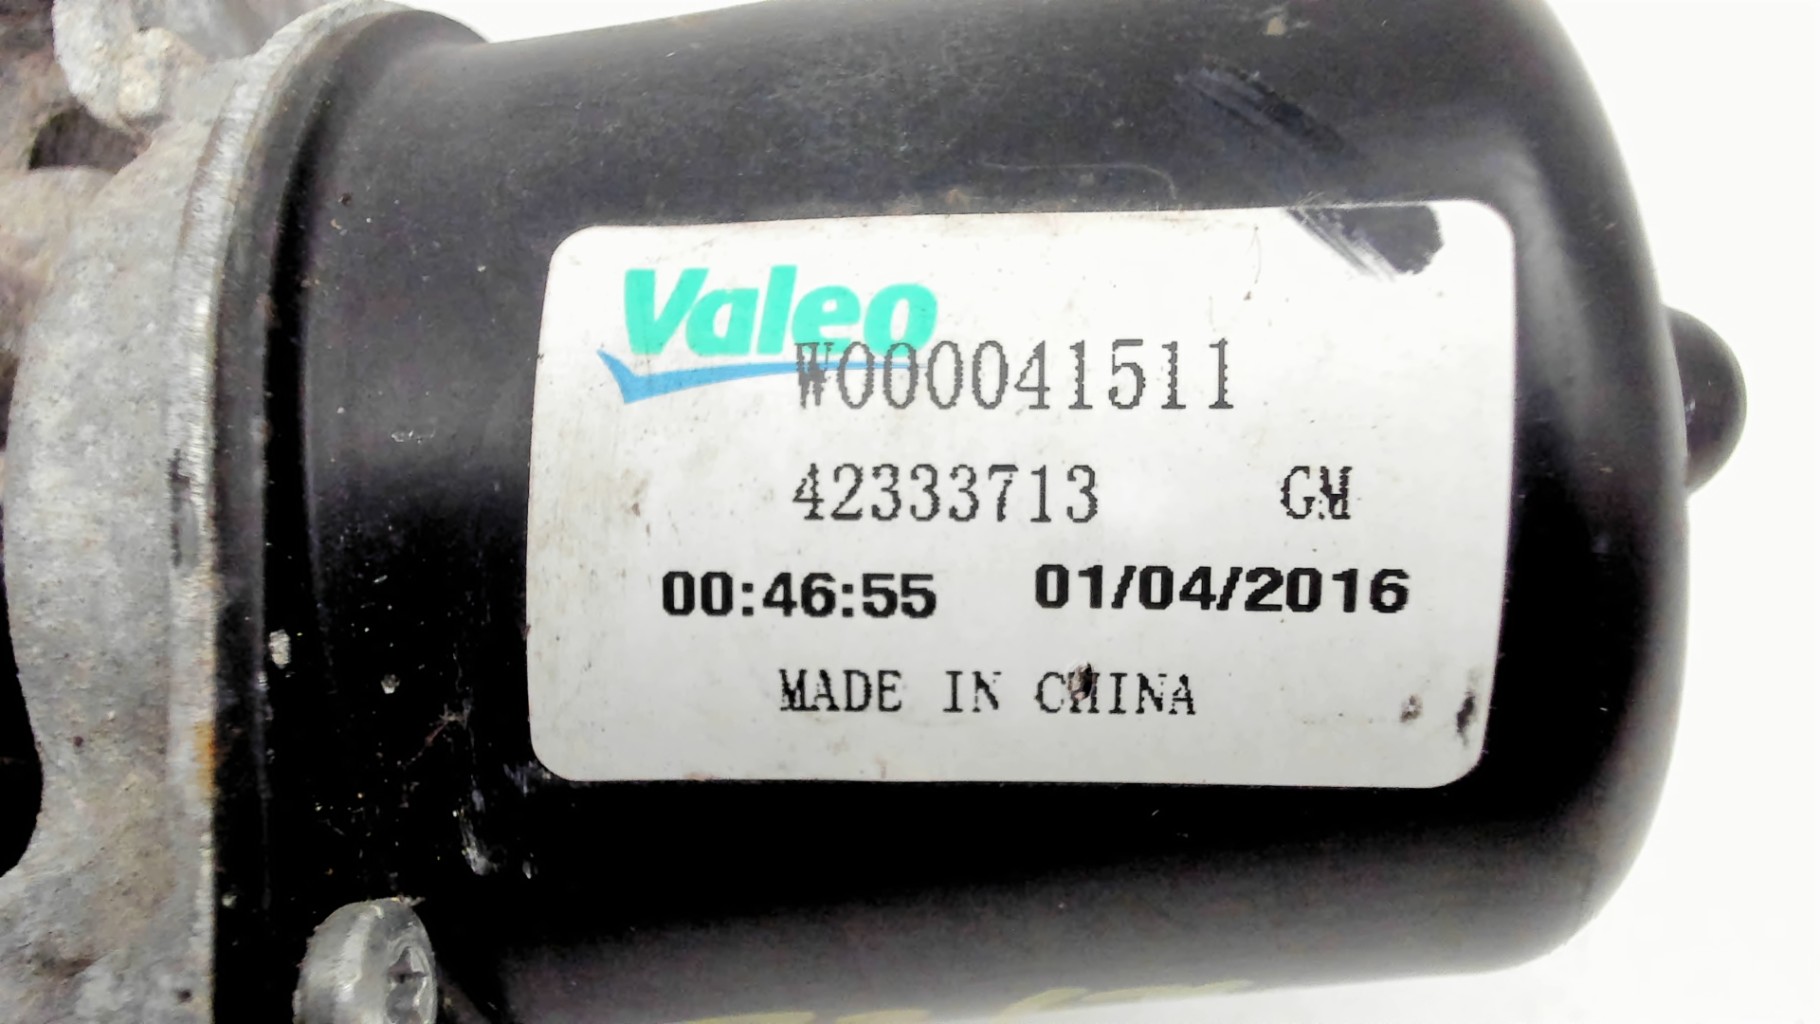 Valeo
W000041511
42333713 GM
00:46:55 01/04/2016
MADE IN CHINA